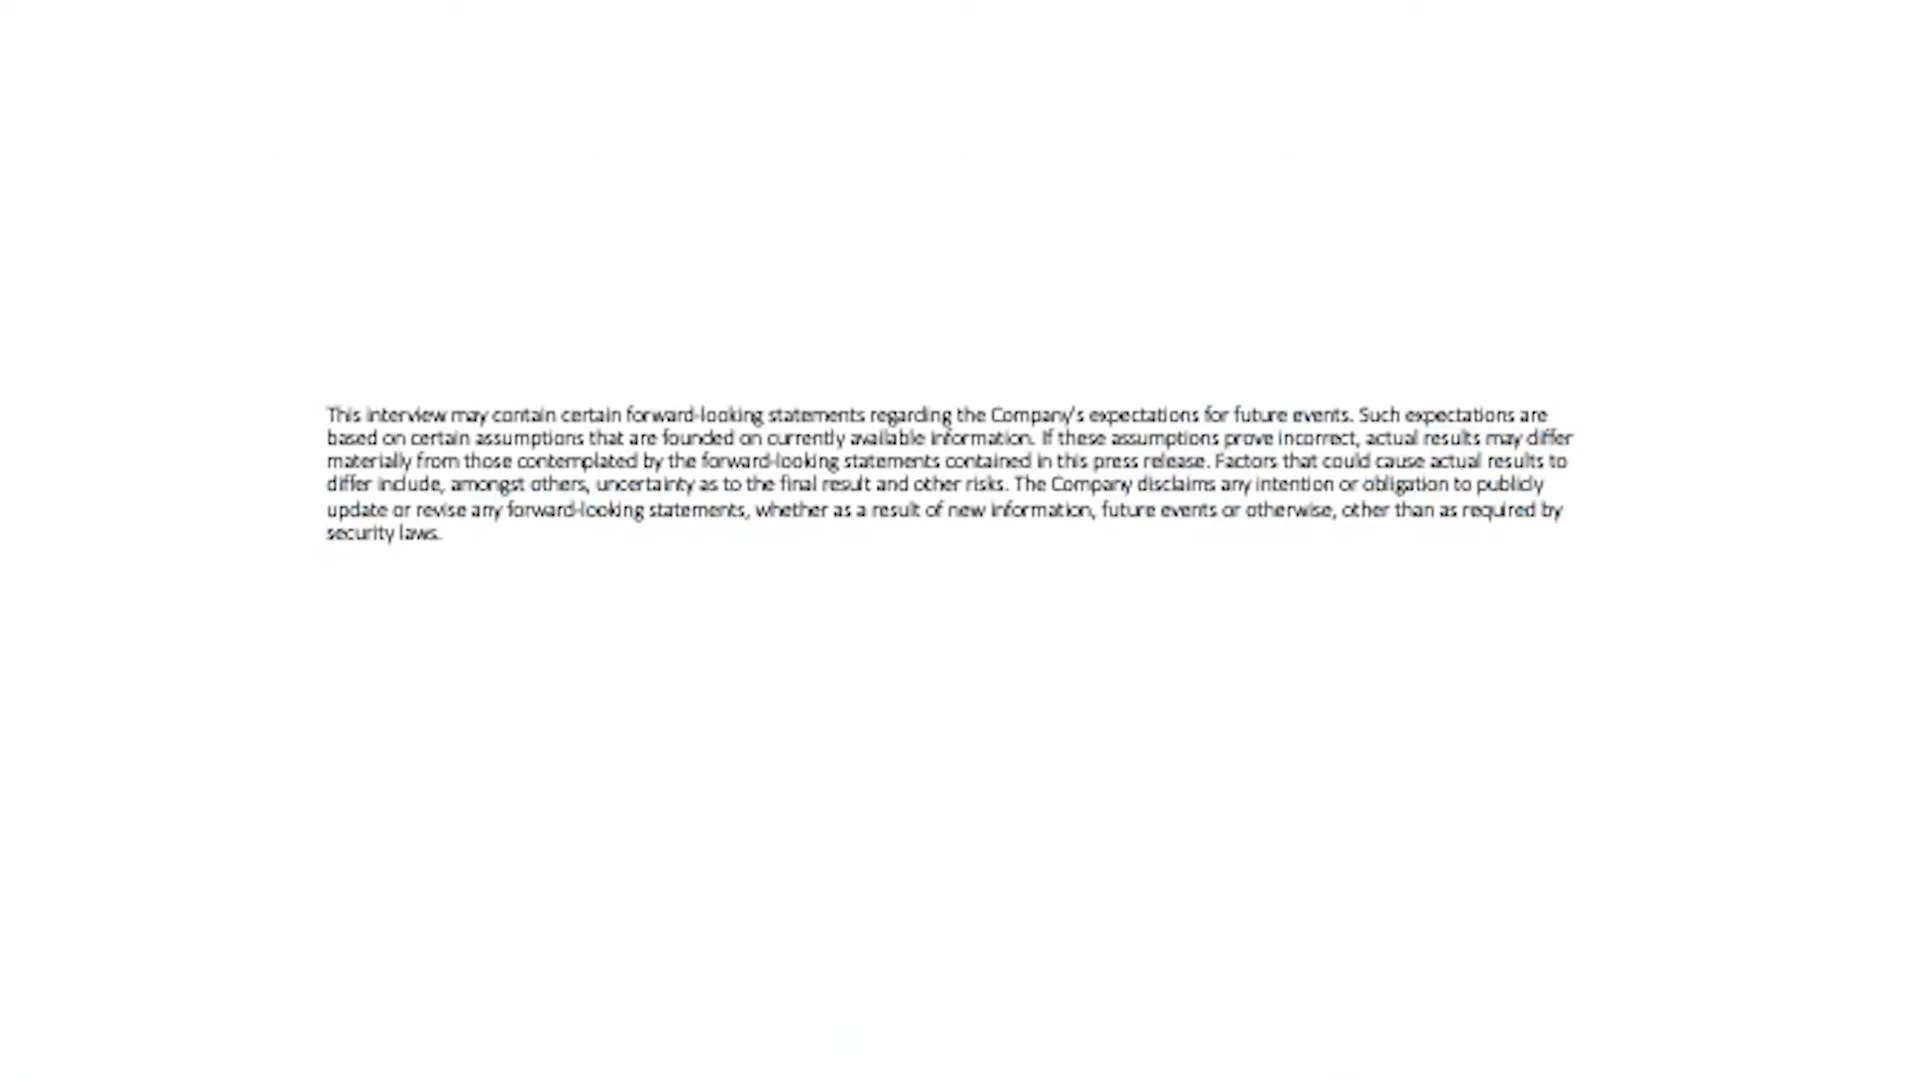 This interview may contain certain forward-looking statements regarding the Company's expectations for future events. Such expectations are
based on certain assumptions that are founded on currently available information. If these assumptions prove incorrect, actual results may differ
materially from those contemplated by the forward-looking statements contained in this press release. Factors that could cause actual results to
differ include, amongst others, uncertainty as to the final result and other risks. The Company disclaims any intention or obligation to publicly
update or revise any forward-looking statements, whether as a result of new information, future events or otherwise, other than as required by
security laws.